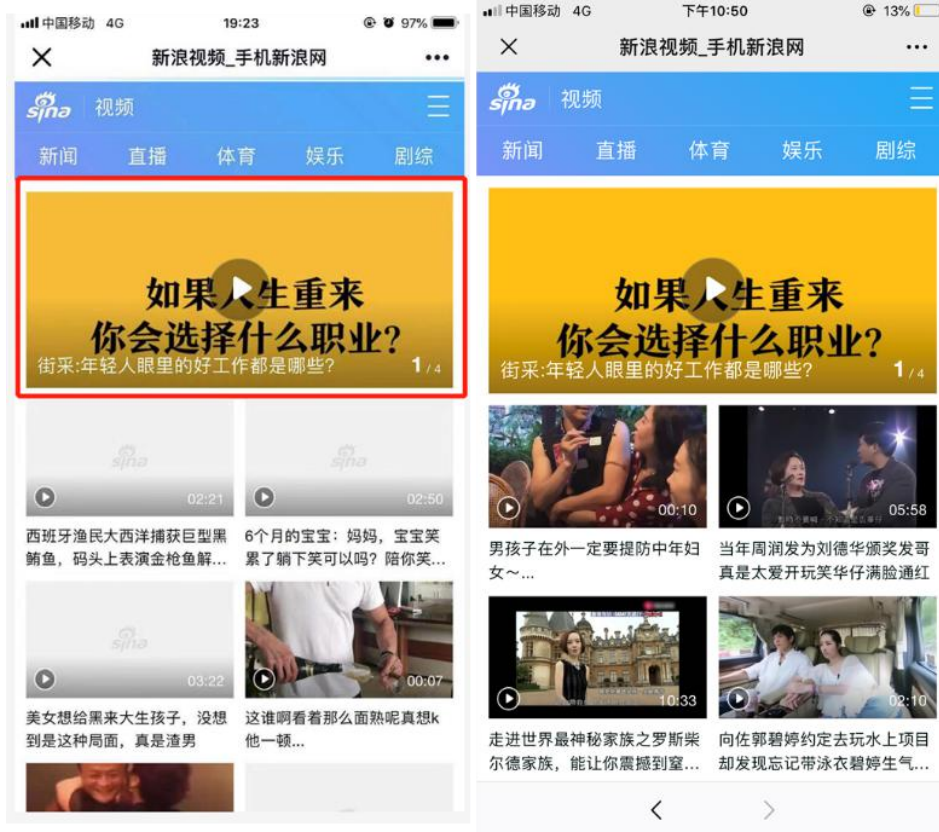 中国移动 4G 19:23 97%
新浪视频_手机新浪网
sina 视频
新闻 直播 体育 娱乐 剧综
如果人生重来
你会选择什么职业?
街采:年轻人眼里的好工作都是哪些? 1/4
sina sina
02:21 02:50
西班牙渔民大西洋捕获巨型黑
鲔鱼，码头上表演金枪鱼解...
6个月的宝宝：妈妈，宝宝笑
累了躺下笑可以吗？陪你笑...
sina
03:22 00:07
美女想给黑来大生孩子，没想
到是这种局面，真是渣男
这谁啊看着那么面熟呢真想k
他一顿...
中国移动 4G 下午10:50 13%
新浪视频_手机新浪网
sina 视频
新闻 直播 体育 娱乐 剧综
如果人生重来
你会选择什么职业?
街采:年轻人眼里的好工作都是哪些? 1/4
00:10 05:58
男孩子在外一定要提防中年妇
女～...
当年周润发为刘德华颁奖发哥
真是太爱开玩笑华仔满脸通红
10:33 02:10
走进世界最神秘家族之罗斯柴
尔德家族，能让你震撼到窒...
向佐郭碧婷约定去玩水上项目
却发现忘记带泳衣碧婷生气...